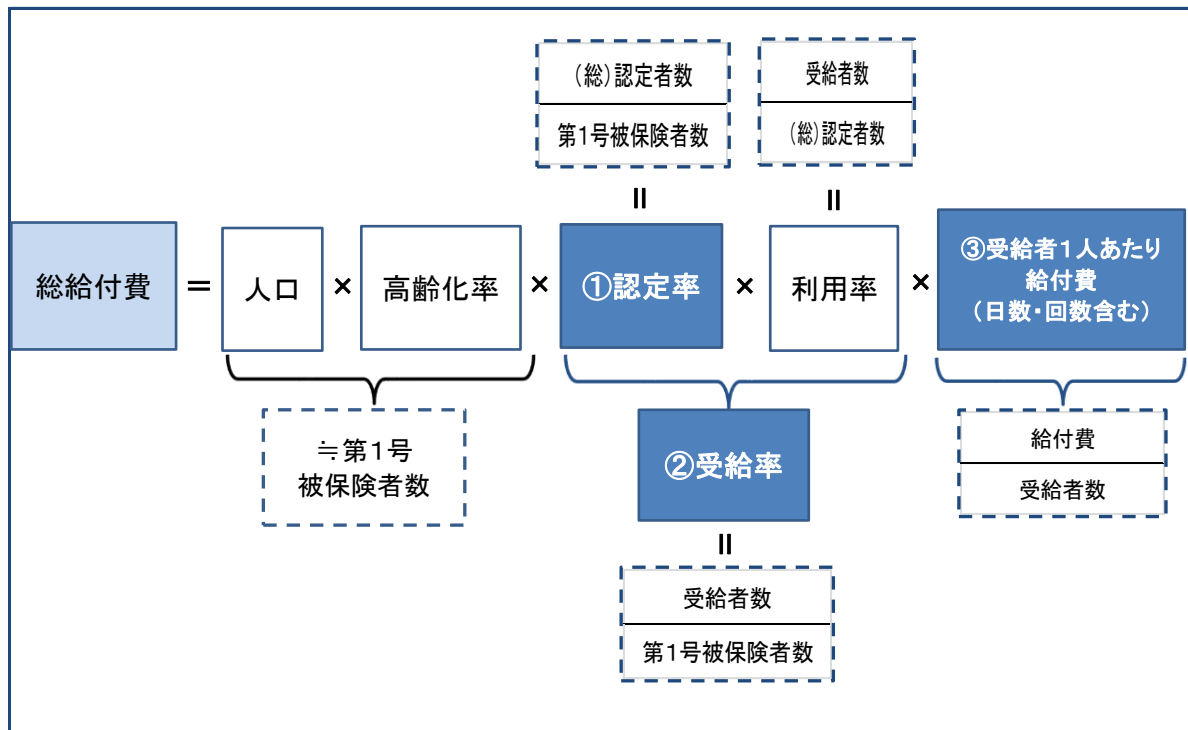 (総)認定者数
第1号被保険者数
受給者数
(総)認定者数
=
=
総給付費
=
人口
×
高齢化率
×
①認定率
×
利用率
×
③受給者1人あたり
給付費
(日数・回数含む)
≒第1号
被保険者数
②受給率
給付費
受給者数
=
受給者数
第1号被保険者数